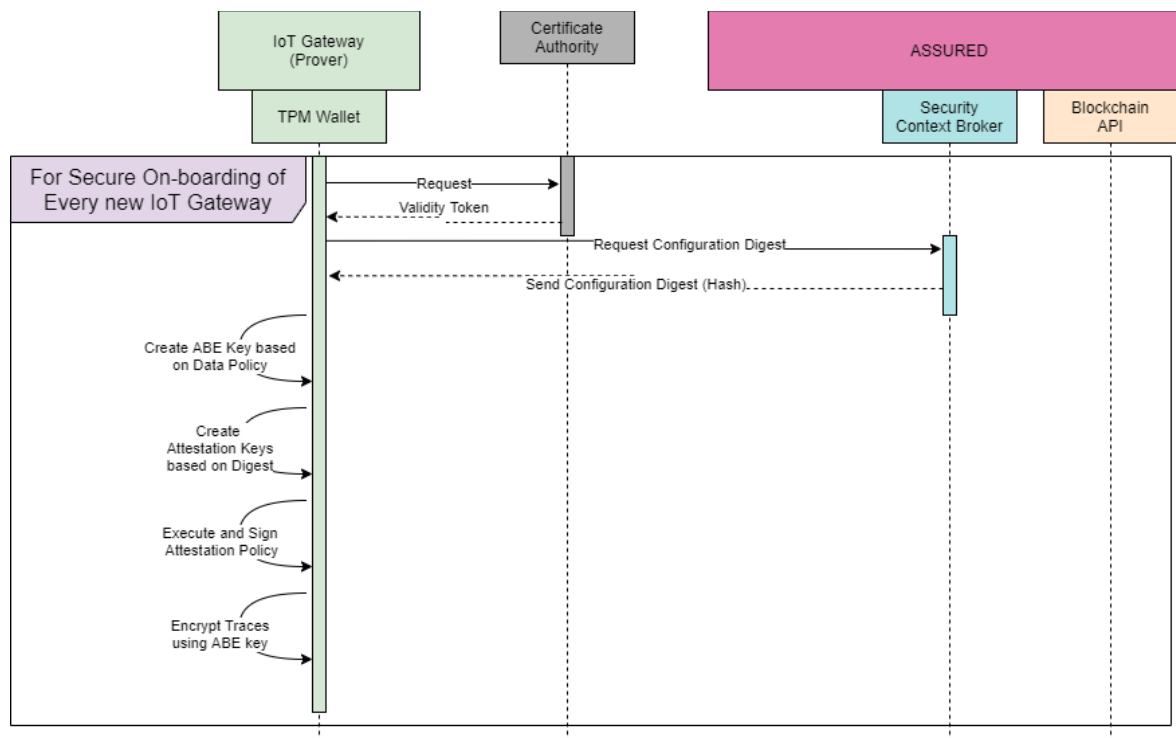 IoT Gateway
(Prover)
Certificate
Authority
ASSURED
TPM Wallet
Security
Context Broker
Blockchain
API
For Secure On-boarding of
Every new IoT Gateway
Request
Validity Token
Request Configuration Digest
Send Configuration Digest (Hash)
Create ABE Key based
on Data Policy
Create
Attestation Keys
based on Digest
Execute and Sign
Attestation Policy
Encrypt Traces
using ABE key